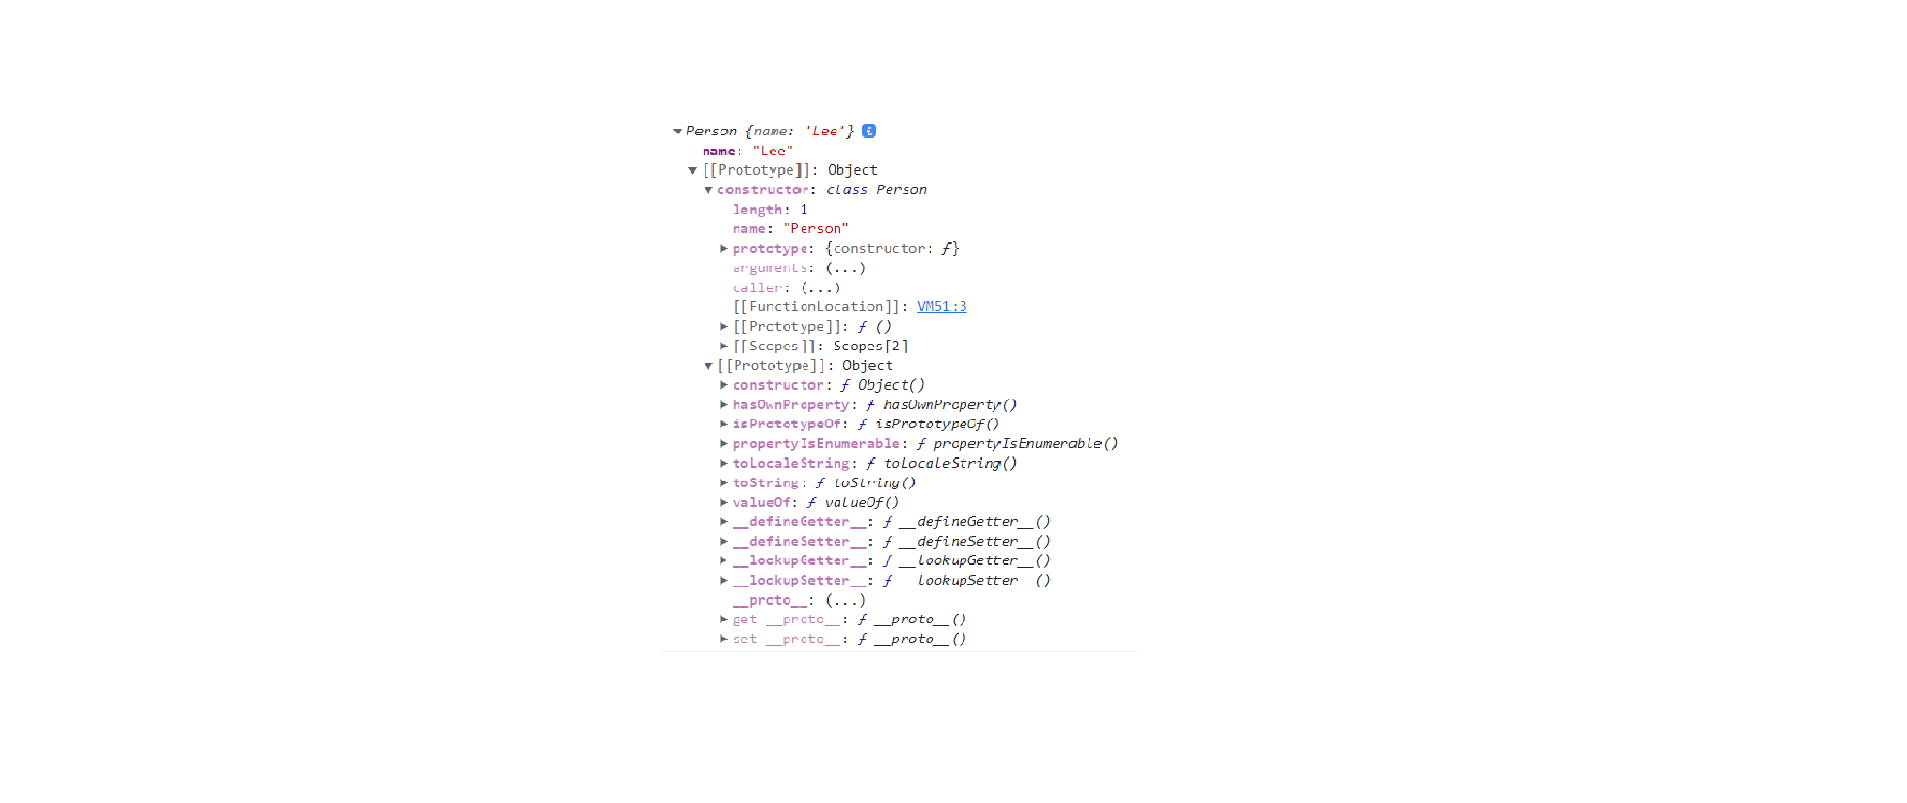 ▼Person {name: 'Lee'} i
name: "Lee"
▼[[Prototype]]: Object
▼constructor: class Person
length: 1
name: "Person"
▶prototype: {constructor: ƒ}
arguments: (...)
caller: (...)
[[FunctionLocation]]: VM51:3
▶[[Prototype]]: ƒ ()
▶[[Scopes]]: Scopes[2]
▼[[Prototype]]: Object
▶constructor: ƒ Object()
▶hasOwnProperty: ƒ hasOwnProperty()
▶isPrototypeOf: ƒ isPrototypeOf()
▶propertyIsEnumerable: ƒ propertyIsEnumerable()
▶toLocaleString: ƒ toLocaleString()
▶toString: ƒ toString()
▶valueOf: ƒ valueOf()
▶__defineGetter__: ƒ __defineGetter__()
▶__defineSetter__: ƒ __defineSetter__()
▶__lookupGetter__: ƒ __lookupGetter__()
▶__lookupSetter__: ƒ __lookupSetter__()
__proto__: (...)
▶get __proto__: ƒ __proto__()
▶set __proto__: ƒ __proto__()